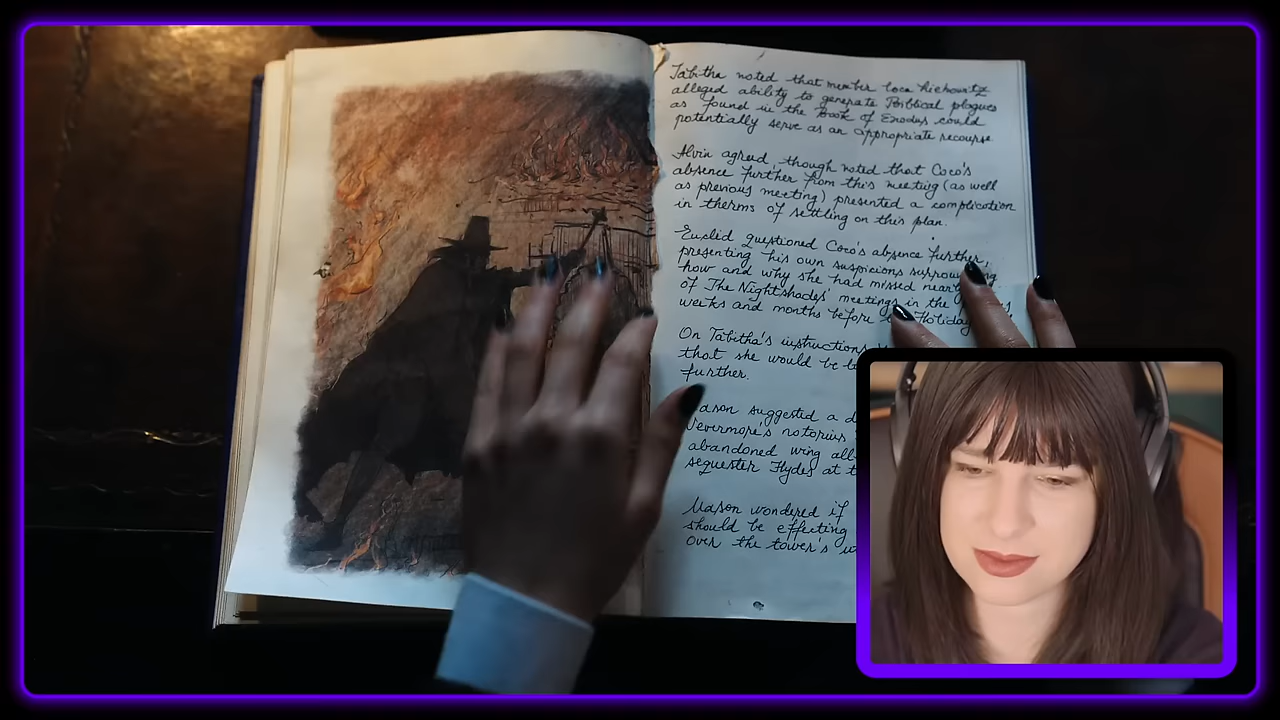 Tabitha noted that member Coco
alleged ability to generate Biblical plagues
as found in the Book of Exodus could
potentially serve as an appropriate recourse.
Alvin agreed, though noted that Coco's
absence further from this meeting (as well
as previous meeting) presented a complication
in therms of settling on this plan.
Euclid questioned Coco's absence further,
presenting his own suspicions
how and why she had missed
of The Nightshades' meetings in the
weeks and months before Holiday
On Tabitha's instructions
that she would be
further.
suggested a
Nevermore's notorius
abandoned wing
sequester Hydes at
Mason wondered if
should be effecting
over the tower's